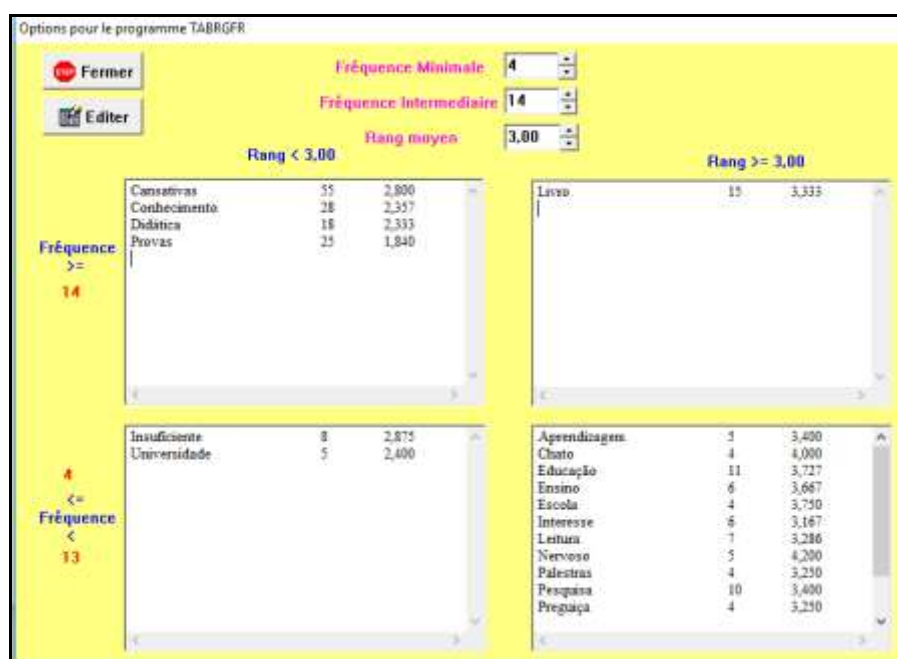 Options pour le programme TABRGFR
Fermer
Editer
Fréquence Minimale 4
Fréquence Intermediaire 14
Rang moyen 3,00
Rang < 3,00
Rang >= 3,00
Fréquence
>=
14
Cansativas 55 2,800
Conhecimento 28 2,357
Didática 18 2,333
Provas 25 1,840
Livro 15 3,333
4
<=
Fréquence
<
13
Insuficiente 8 2,875
Universidade 5 2,400
Aprendizagem 5 3,400
Chato 4 4,000
Educação 11 3,727
Ensino 6 3,667
Escola 4 3,750
Interesse 6 3,167
Leitura 7 3,286
Nervoso 5 4,200
Palestras 4 3,250
Pesquisa 10 3,400
Preguiça 4 3,250